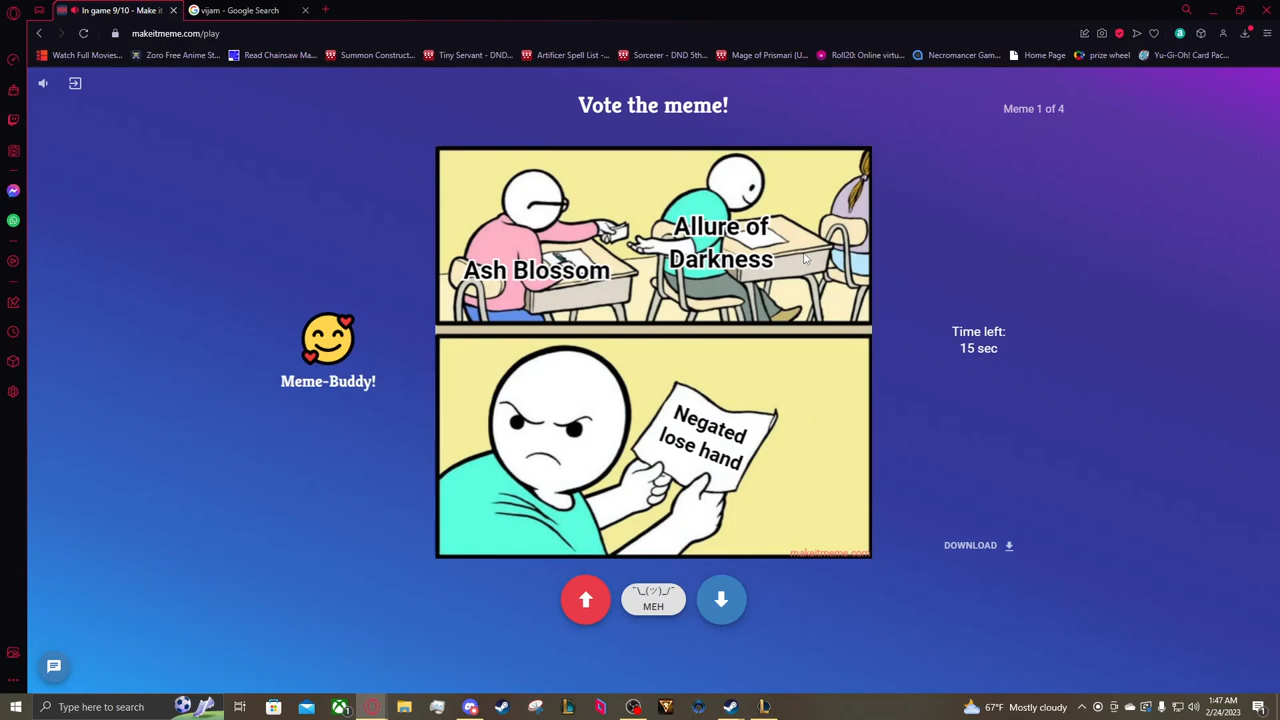 In game 9/10 - Make it
vijam - Google Search
makeitmeme.com/play
Watch Full Movies...
Zoro Free Anime St...
Read Chainsaw Ma...
Summon Construct...
Tiny Servant - DND...
Artificer Spell List -...
Sorcerer - DND 5th...
Mage of Prismari (U...
Roll20: Online virtu...
Necromancer Gam...
Home Page
prize wheel
Yu-Gi-Oh! Card Pac...
Vote the meme!
Meme 1 of 4
Ash Blossom
Allure of
Darkness
Meme-Buddy!
Time left:
15 sec
Negated
lose hand
makeitmeme.com
DOWNLOAD
¯\_(ツ)_/¯
MEH
Type here to search
67°F Mostly cloudy
1:47 AM
2/24/2023